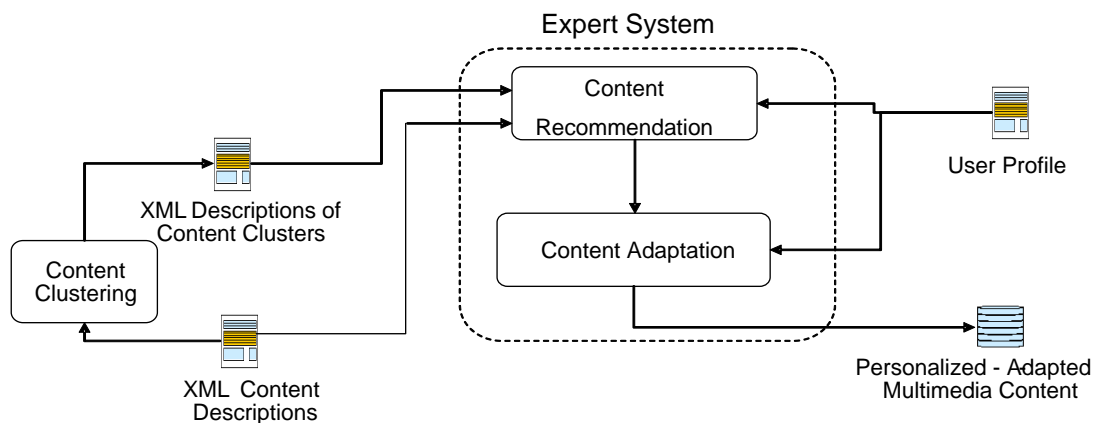 Expert System
Content
Recommendation
User Profile
XML Descriptions of
Content Clusters
Content Adaptation
Content
Clustering
XML Content
Descriptions
Personalized - Adapted
Multimedia Content